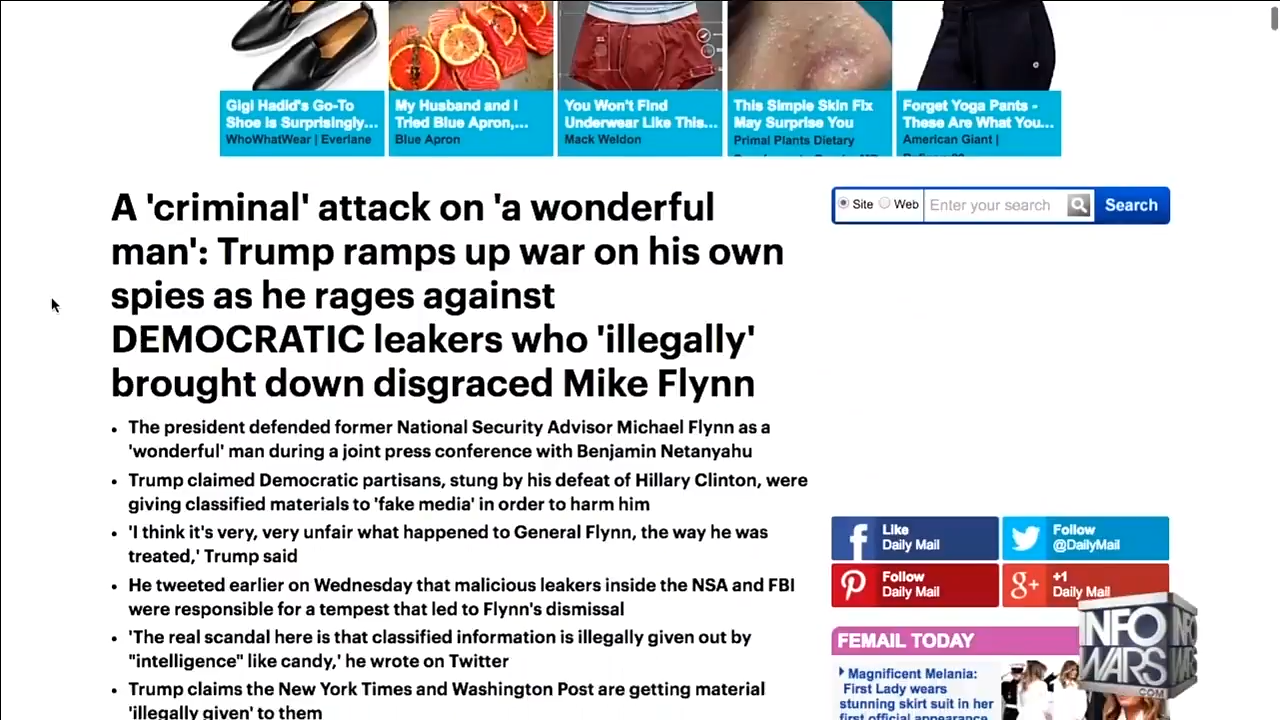 Gigi Hadid's Go-To
Shoe is Surprisingly...
WhoWhatWear | Everlane
My Husband and I
Tried Blue Apron,...
Blue Apron
You Won't Find
Underwear Like This...
Mack Weldon
This Simple Skin Fix
May Surprise You
Primal Plants Dietary
Forget Yoga Pants -
These Are What You...
American Giant |
A 'criminal' attack on 'a wonderful
man': Trump ramps up war on his own
spies as he rages against
DEMOCRATIC leakers who 'illegally'
brought down disgraced Mike Flynn
• The president defended former National Security Advisor Michael Flynn as a
'wonderful' man during a joint press conference with Benjamin Netanyahu
• Trump claimed Democratic partisans, stung by his defeat of Hillary Clinton, were
giving classified materials to 'fake media' in order to harm him
• 'I think it's very, very unfair what happened to General Flynn, the way he was
treated,' Trump said
• He tweeted earlier on Wednesday that malicious leakers inside the NSA and FBI
were responsible for a tempest that led to Flynn's dismissal
• 'The real scandal here is that classified information is illegally given out by
"intelligence" like candy,' he wrote on Twitter
• Trump claims the New York Times and Washington Post are getting material
'illegally given' to them
Site Web Enter your search Search
Like
Daily Mail
Follow
@DailyMail
Follow
Daily Mail
+1
Daily Mail
FEMAIL TODAY
Magnificent Melania:
First Lady wears
stunning skirt suit in her
first official appearance
INFO
WARS
.COM